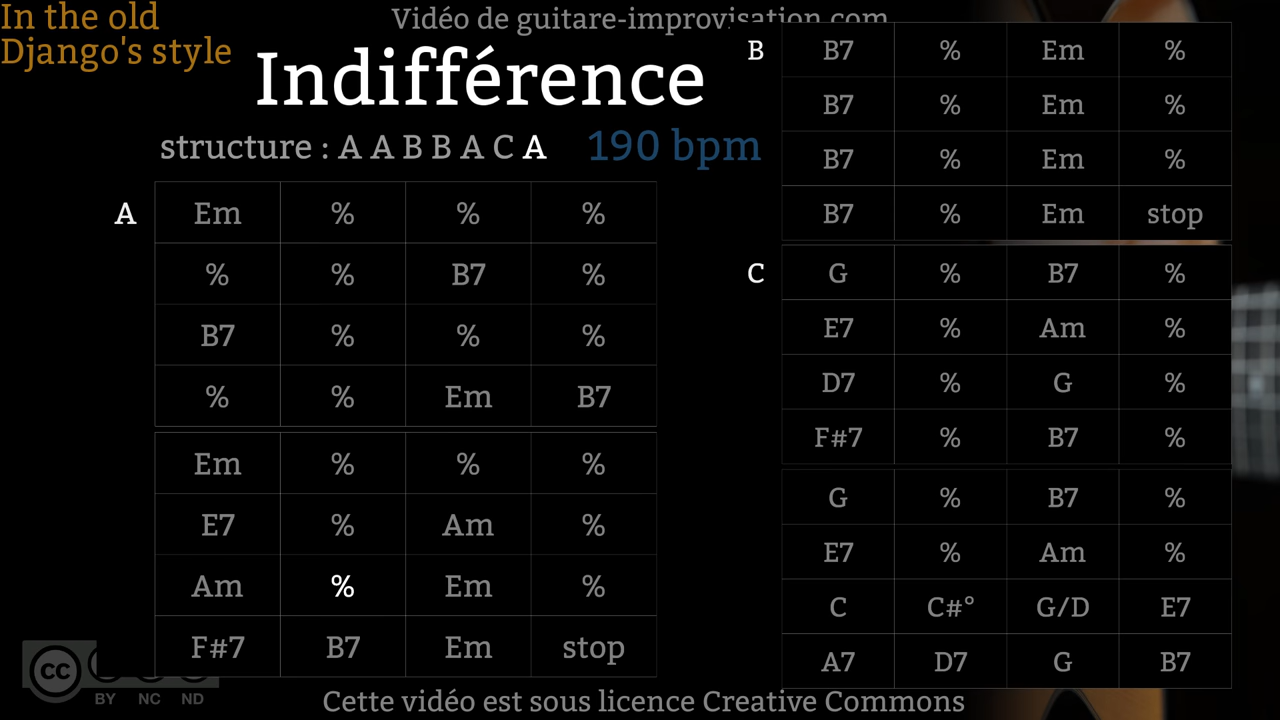 In the old
Django's style
Vidéo de guitare-improvisation.com
Indifférence
structure : A A B B A C A 190 bpm
A
Em % % %
% % B7 %
B7 % % %
% % Em B7
Em % % %
E7 % Am %
Am % Em %
F#7 B7 Em stop
B
B7 % Em %
B7 % Em %
B7 % Em %
B7 % Em stop
C
G % B7 %
E7 % Am %
D7 % G %
F#7 % B7 %
G % B7 %
E7 % Am %
C C#° G/D E7
A7 D7 G B7
cc
BY NC ND
Cette vidéo est sous licence Creative Commons